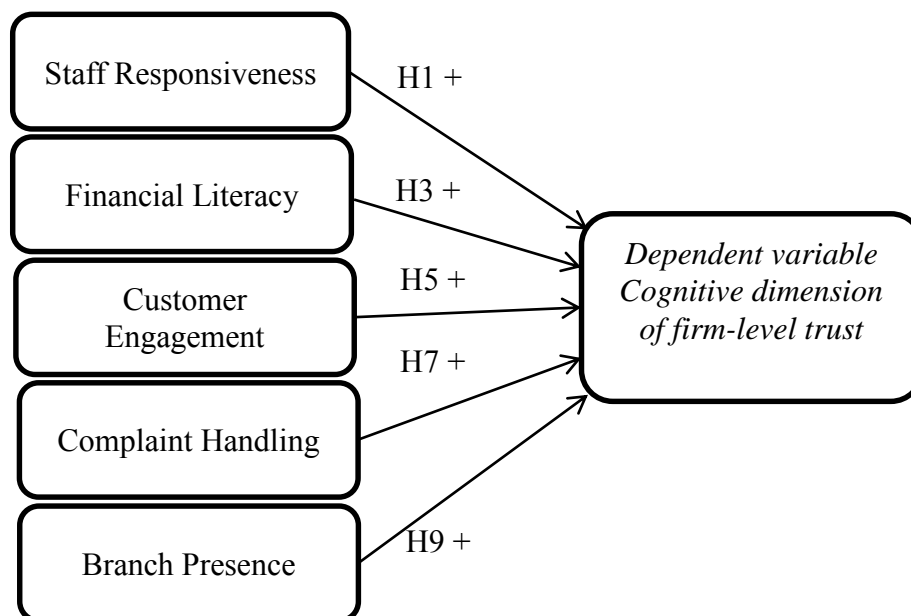 Staff Responsiveness
H1 +
Financial Literacy
H3 +
Customer
Engagement
H5 +
Complaint Handling
H7 +
Branch Presence
H9 +
Dependent variable
Cognitive dimension
of firm-level trust